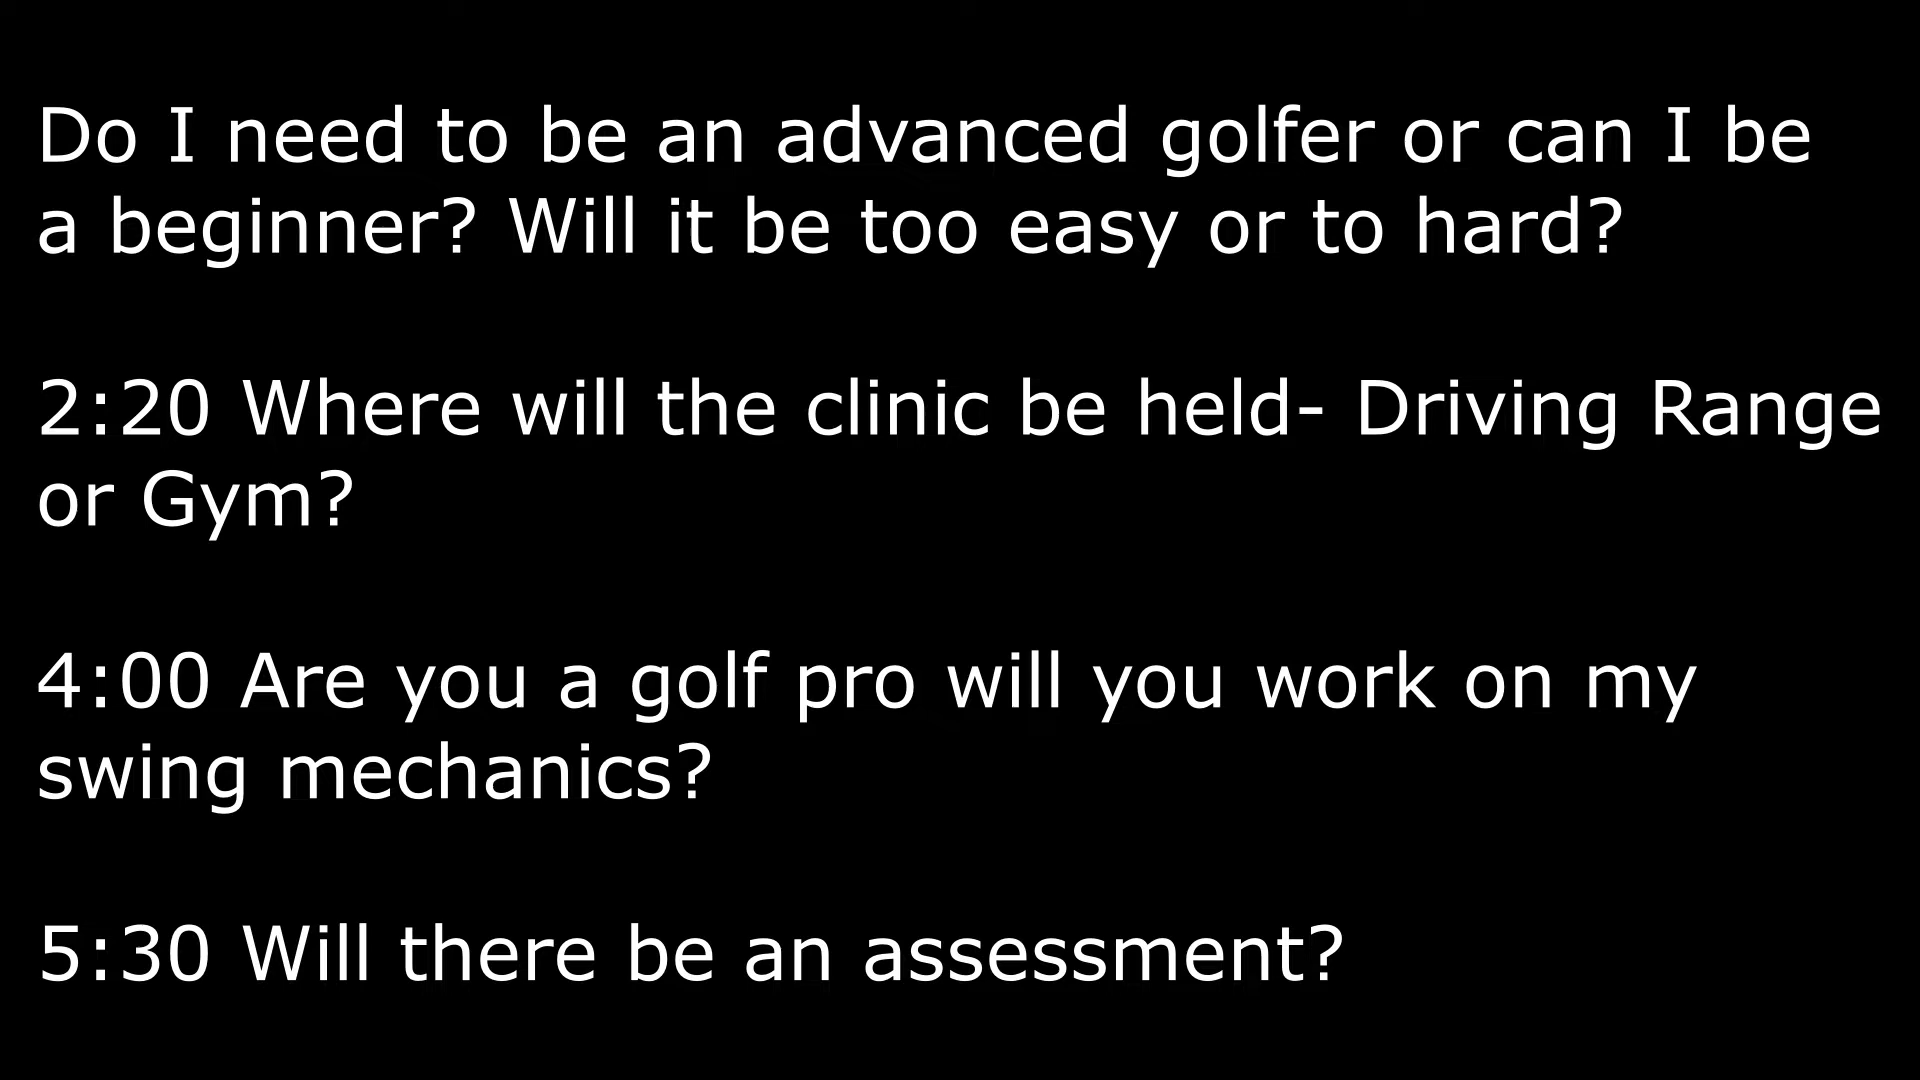 Do I need to be an advanced golfer or can I be
a beginner? Will it be too easy or to hard?
2:20 Where will the clinic be held- Driving Range
or Gym?
4:00 Are you a golf pro will you work on my
swing mechanics?
5:30 Will there be an assessment?